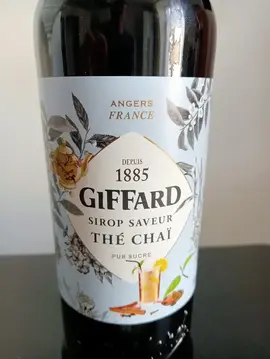 ANGERS
FRANCE
DEPUIS
1885
GIFFARD
SIROP SAVEUR
THÉ CHAÏ
PUR SUCRE